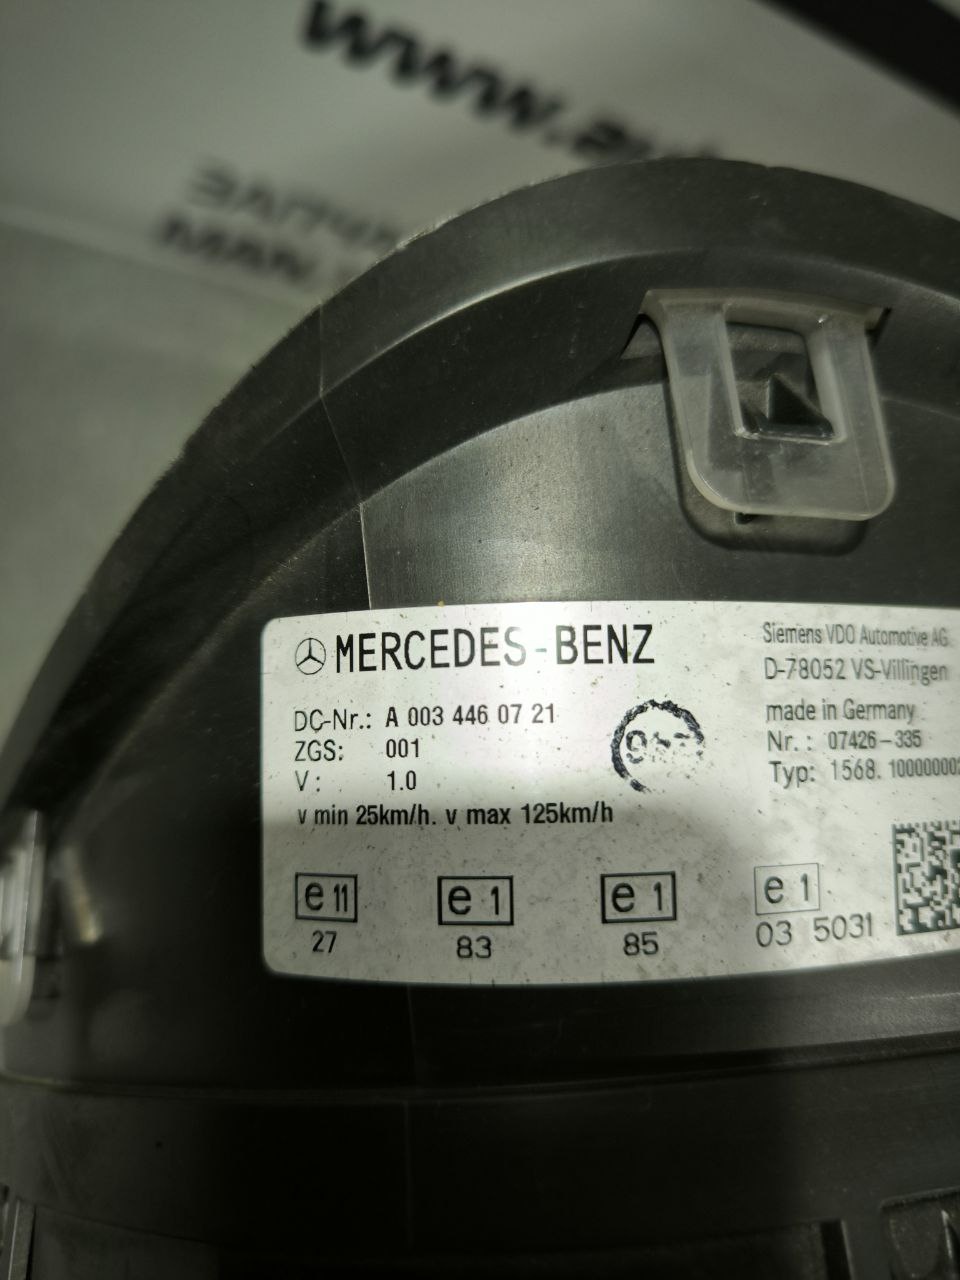 www.
MAN
MERCEDES-BENZ
DC-Nr.: A 003 446 07 21
ZGS: 001
V: 1.0
v min 25km/h. v max 125km/h
Siemens VDO Automotive AG
D-78052 VS-Villingen
made in Germany
Nr.: 07426-335
Typ: 1568.
e 11
27
e 1
83
e 1
85
e 1
03 5031